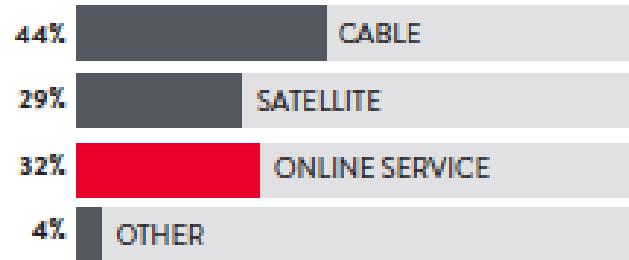 44% CABLE
29% SATELLITE
32% ONLINE SERVICE
4% OTHER